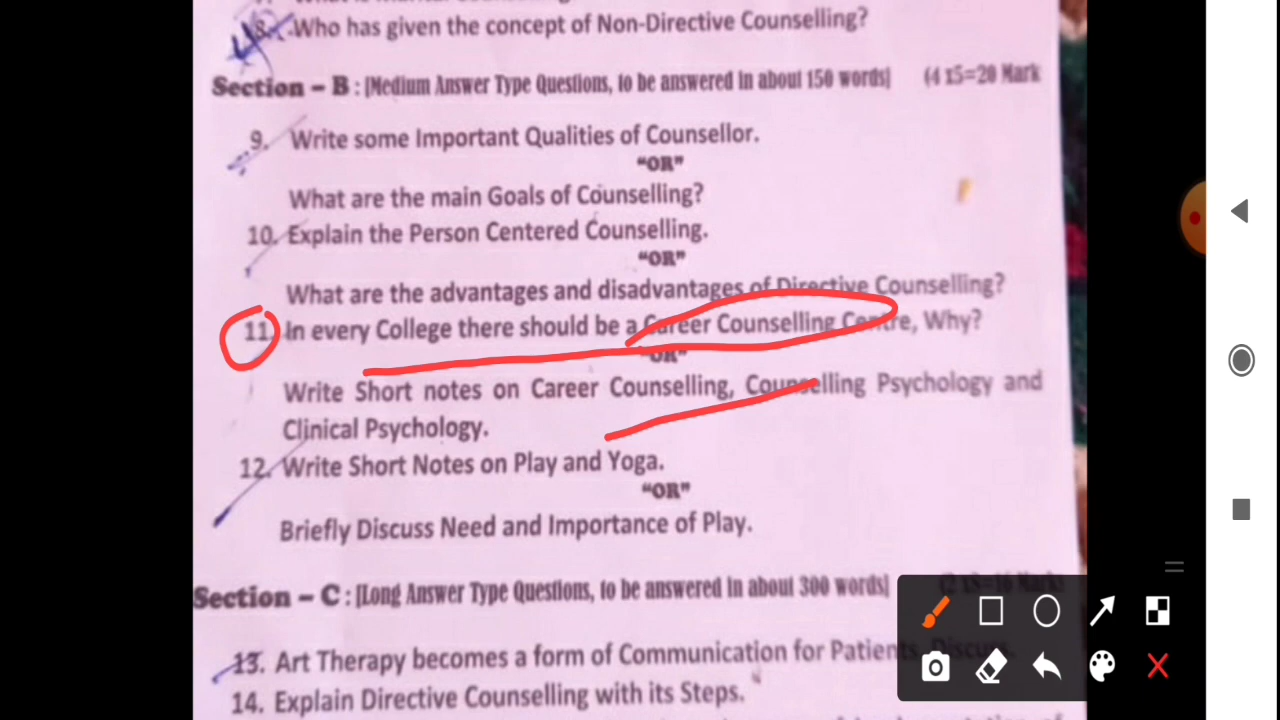 8. Who has given the concept of Non-Directive Counselling?
Section – B : [Medium Answer Type Questions, to be answered in about 150 words] (4 x5=20 Mark
9. Write some Important Qualities of Counsellor.
"OR"
What are the main Goals of Counselling?
10. Explain the Person Centered Counselling.
"OR"
What are the advantages and disadvantages of Directive Counselling?
11. In every College there should be a Career Counselling Centre, Why?
"OR"
Write Short notes on Career Counselling, Counselling Psychology and
Clinical Psychology.
12. Write Short Notes on Play and Yoga.
"OR"
Briefly Discuss Need and Importance of Play.
Section – C : [Long Answer Type Questions, to be answered in about 300 words]
13. Art Therapy becomes a form of Communication for Patients. Discuss.
14. Explain Directive Counselling with its Steps.